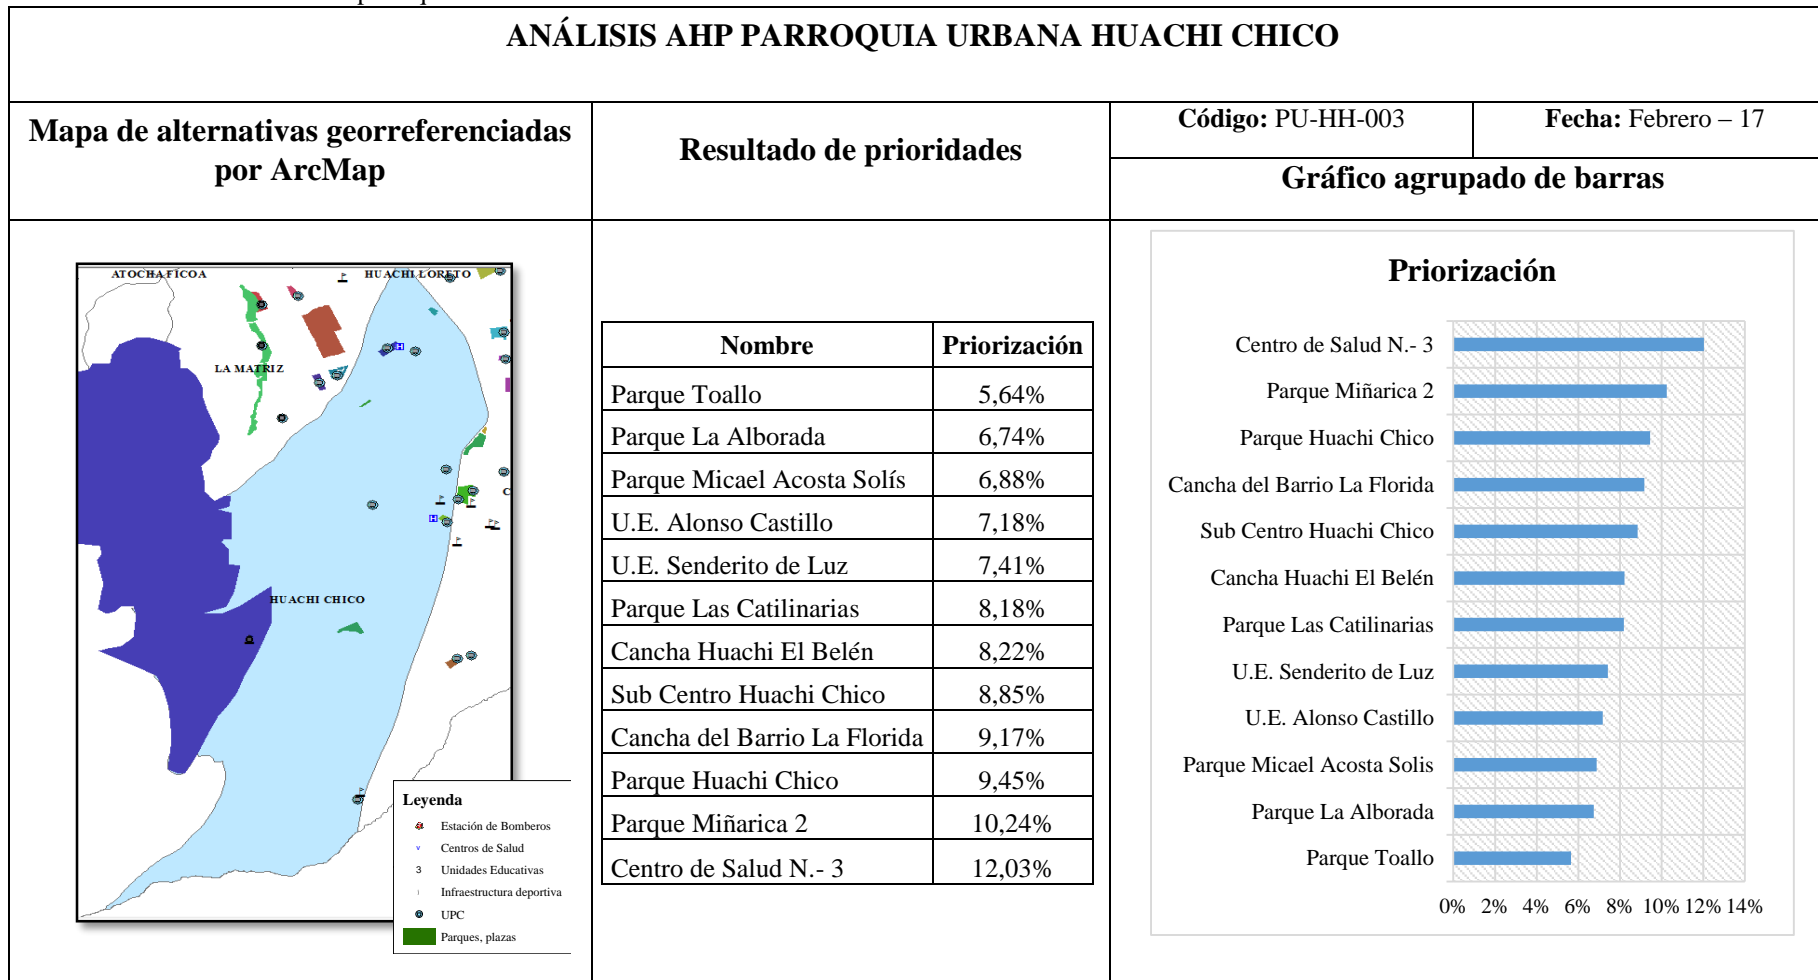 ANÁLISIS AHP PARROQUIA URBANA HUACHI CHICO
Mapa de alternativas georreferenciadas
por ArcMap
Resultado de prioridades
Código: PU-HH-003
Fecha: Febrero – 17
Gráfico agrupado de barras
ATOCHA FICOA
HUACHI LORETO
LA MATRIZ
HUACHI CHICO
H
H
C
Leyenda
Estación de Bomberos
Centros de Salud
3 Unidades Educativas
Infraestructura deportiva
UPC
Parques, plazas
Nombre Priorización
Parque Toallo 5,64%
Parque La Alborada 6,74%
Parque Micael Acosta Solís 6,88%
U.E. Alonso Castillo 7,18%
U.E. Senderito de Luz 7,41%
Parque Las Catilinarias 8,18%
Cancha Huachi El Belén 8,22%
Sub Centro Huachi Chico 8,85%
Cancha del Barrio La Florida 9,17%
Parque Huachi Chico 9,45%
Parque Miñarica 2 10,24%
Centro de Salud N.- 3 12,03%
Priorización
Centro de Salud N.- 3
Parque Miñarica 2
Parque Huachi Chico
Cancha del Barrio La Florida
Sub Centro Huachi Chico
Cancha Huachi El Belén
Parque Las Catilinarias
U.E. Senderito de Luz
U.E. Alonso Castillo
Parque Micael Acosta Solis
Parque La Alborada
Parque Toallo
0% 2% 4% 6% 8% 10% 12% 14%